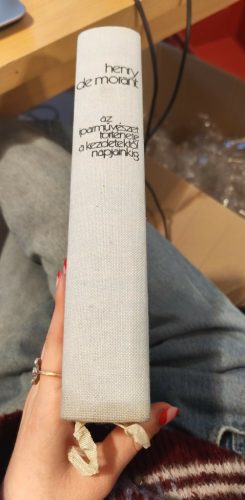 henry
de morant
az
iparművészet
története
a kezdetektől
napjainkig